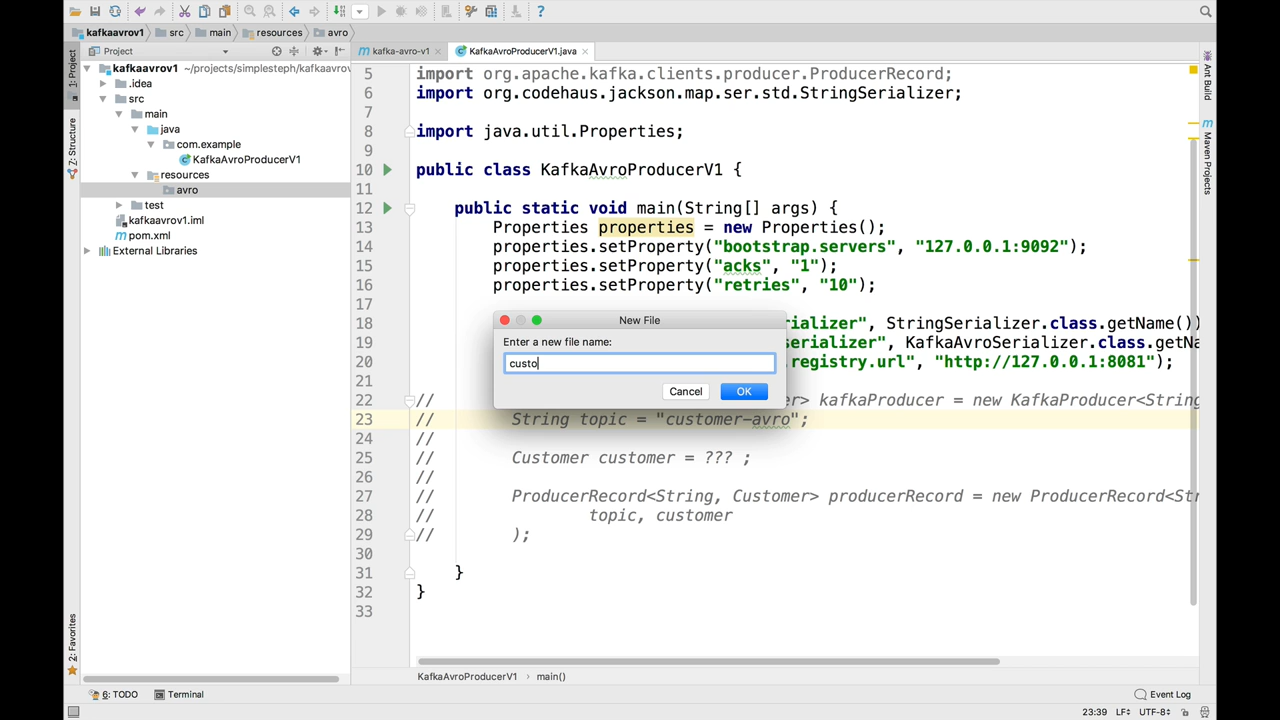 kafkaavrov1 src main resources avro
1: Project
Z: Structure
2: Favorites
Project
kafkaavrov1 ~/projects/simplesteph/kafkaavrov
.idea
src
main
java
com.example
KafkaAvroProducerV1
resources
avro
test
kafkaavrov1.iml
pom.xml
External Libraries
kafka-avro-v1
KafkaAvroProducerV1.java
5 import org.apache.kafka.clients.producer.ProducerRecord;
6 import org.codehaus.jackson.map.ser.std.StringSerializer;
7
8 import java.util.Properties;
9
10 public class KafkaAvroProducerV1 {
11
12 public static void main(String[] args) {
13 Properties properties = new Properties();
14 properties.setProperty("bootstrap.servers", "127.0.0.1:9092");
15 properties.setProperty("acks", "1");
16 properties.setProperty("retries", "10");
17
18 ializer", StringSerializer.class.getName())
19 serializer", KafkaAvroSerializer.class.getNa
20 .registry.url", "http://127.0.0.1:8081");
21
22 // er> kafkaProducer = new KafkaProducer<String
23 // String topic = "customer-avro";
24 //
25 // Customer customer = ??? ;
26 //
27 // ProducerRecord<String, Customer> producerRecord = new ProducerRecord<Str
28 // topic, customer
29 // );
30
31 }
32 }
33
New File
Enter a new file name:
custo
Cancel OK
Ant Build
Maven Projects
KafkaAvroProducerV1 › main()
6: TODO Terminal Event Log
23:39 LF÷ UTF-8÷